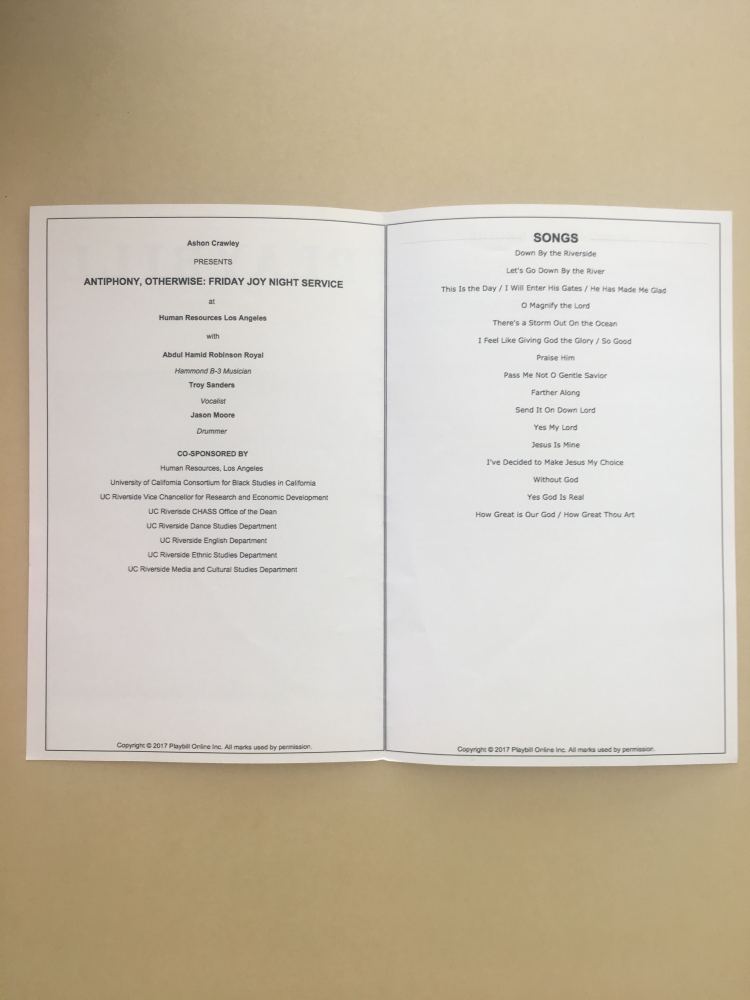 Ashon Crawley
PRESENTS
ANTIPHONY, OTHERWISE: FRIDAY JOY NIGHT SERVICE
at
Human Resources Los Angeles
with
Abdul Hamid Robinson Royal
Hammond B-3 Musician
Troy Sanders
Vocalist
Jason Moore
Drummer
CO-SPONSORED BY
Human Resources, Los Angeles
University of California Consortium for Black Studies in California
UC Riverside Vice Chancellor for Research and Economic Development
UC Riverisde CHASS Office of the Dean
UC Riverside Dance Studies Department
UC Riverside English Department
UC Riverside Ethnic Studies Department
UC Riverside Media and Cultural Studies Department
Copyright © 2017 Playbill Online Inc. All marks used by permission.
SONGS
Down By the Riverside
Let's Go Down By the River
This Is the Day / I Will Enter His Gates / He Has Made Me Glad
O Magnify the Lord
There's a Storm Out On the Ocean
I Feel Like Giving God the Glory / So Good
Praise Him
Pass Me Not O Gentle Savior
Farther Along
Send It On Down Lord
Yes My Lord
Jesus Is Mine
I've Decided to Make Jesus My Choice
Without God
Yes God Is Real
How Great is Our God / How Great Thou Art
Copyright © 2017 Playbill Online Inc. All marks used by permission.